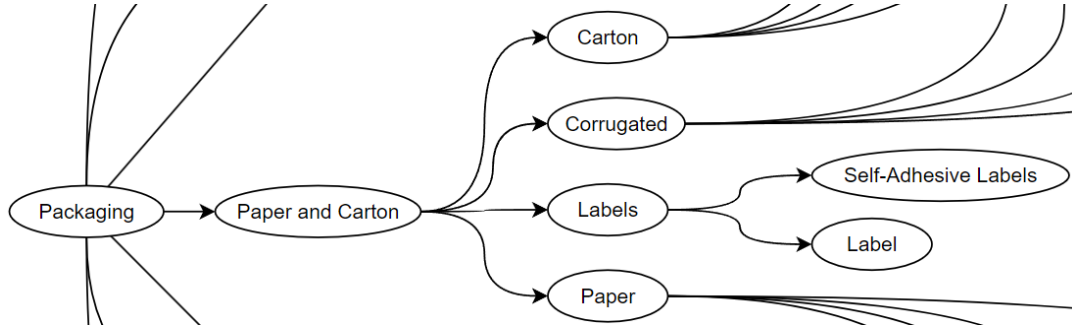 Packaging
Paper and Carton
Carton
Corrugated
Labels
Self-Adhesive Labels
Label
Paper